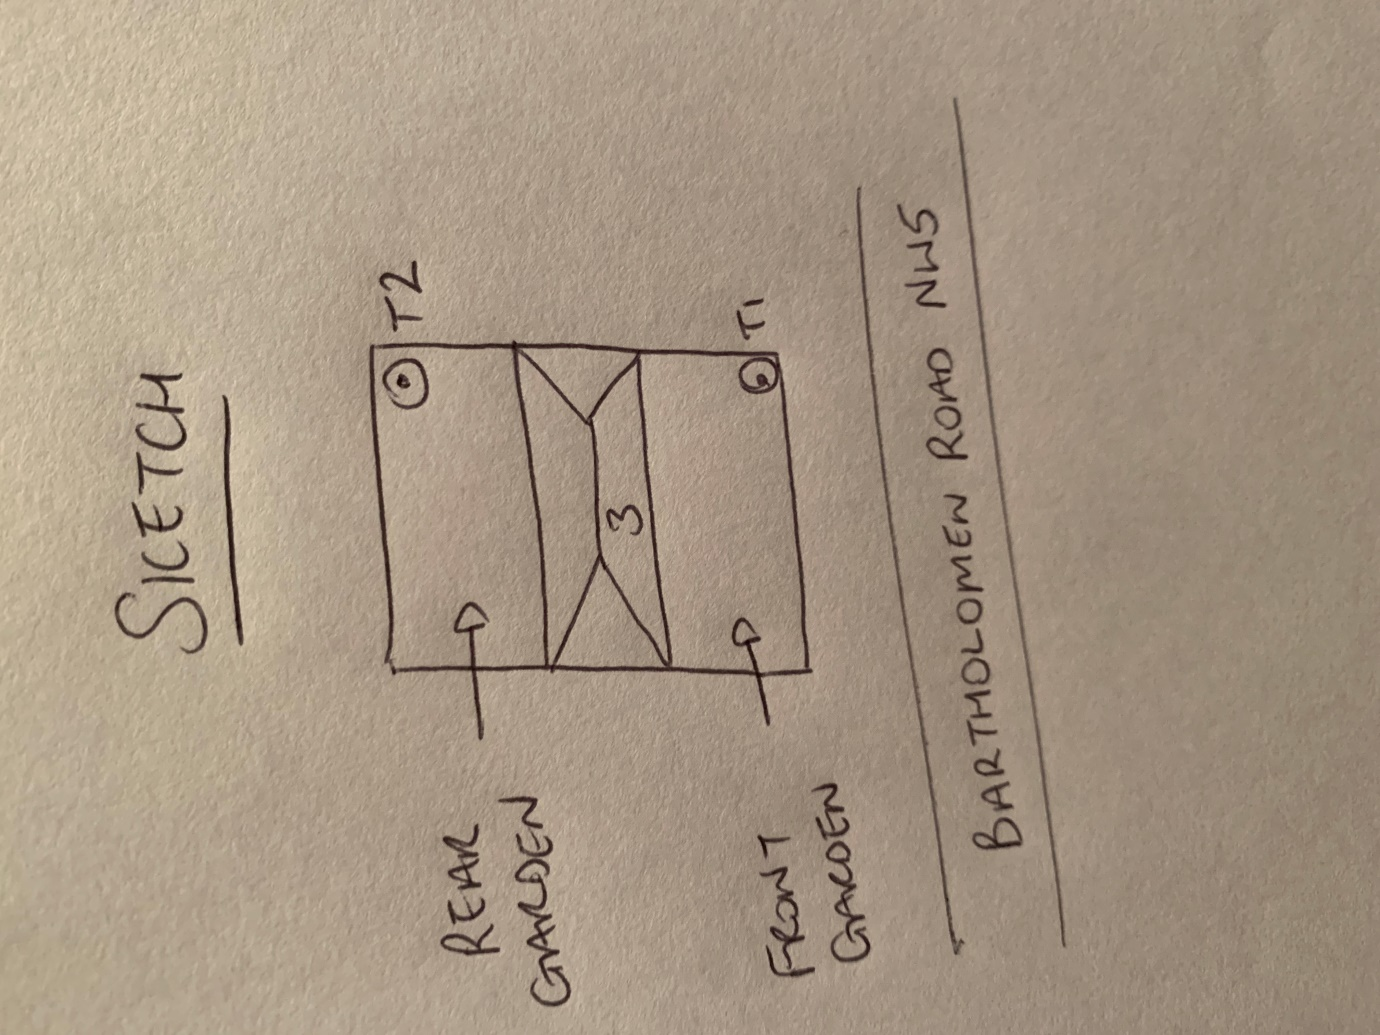 SKETCH
T2
REAR
GARDEN
3
T1
FRONT
GARDEN
BARTHOLOMEW ROAD NW5